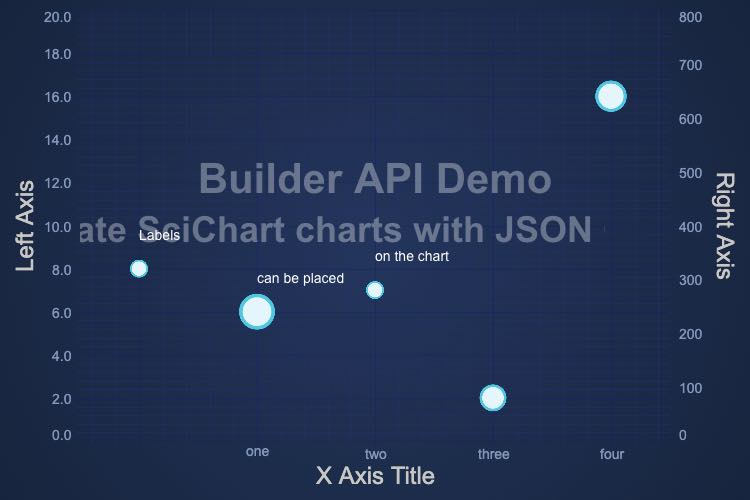 20.0
18.0
16.0
14.0
12.0
10.0
8.0
6.0
4.0
2.0
0.0
Left Axis
Builder API Demo
ate SciChart charts with JSON
Labels
can be placed
on the chart
800
700
600
500
400
300
200
100
0
Right Axis
one
two
three
four
X Axis Title